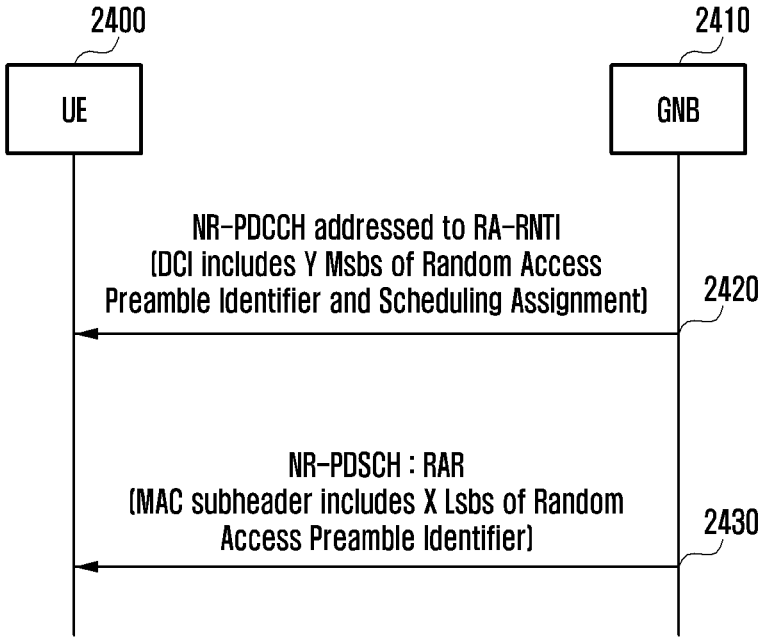 2400
2410
UE
GNB
NR-PDCCH addressed to RA-RNTI
(DCI includes Y Msbs of Random Access
Preamble Identifier and Scheduling Assignment)
2420
NR-PDSCH : RAR
(MAC subheader includes X Lsbs of Random
Access Preamble Identifier)
2430